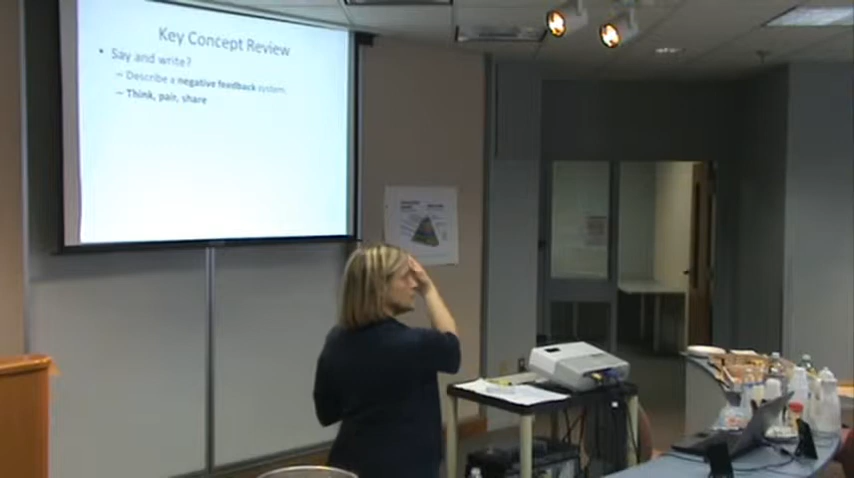 Key Concept Review
• Say and write?
– Describe a negative feedback system.
– Think, pair, share